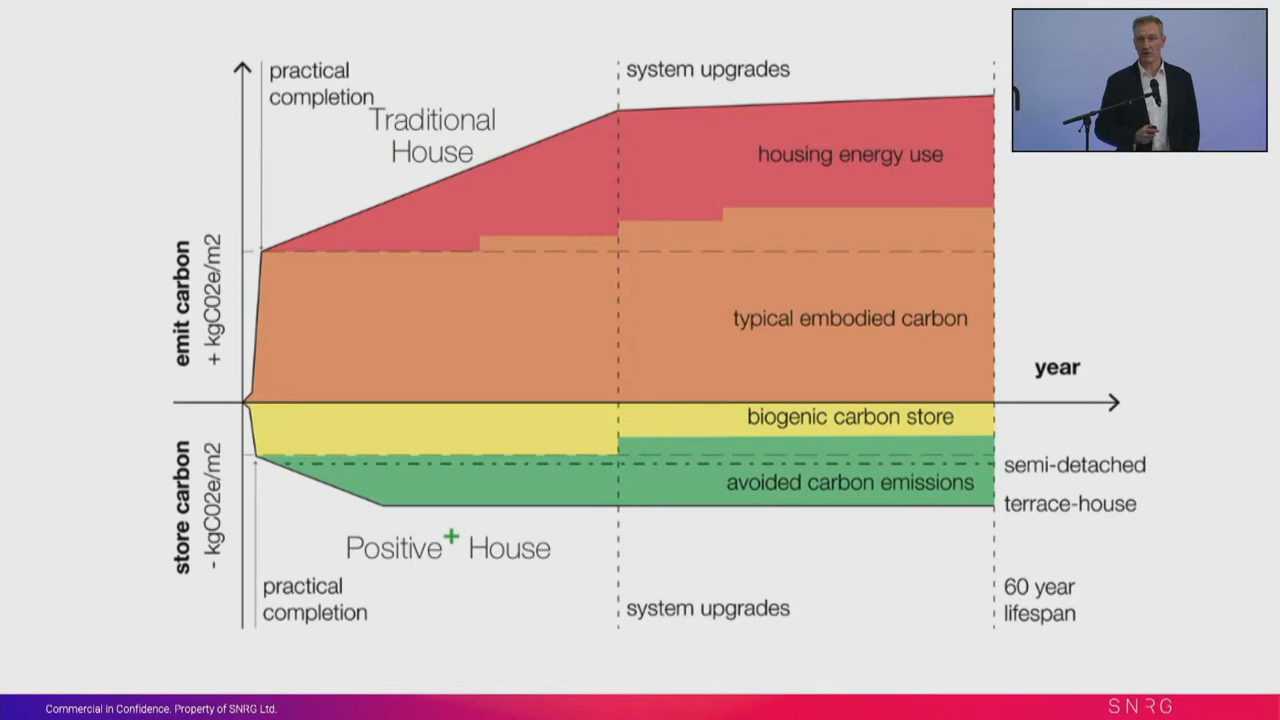 practical
completion
system upgrades
Traditional
House
housing energy use
typical embodied carbon
emit carbon
+ kgC02e/m2
year
biogenic carbon store
avoided carbon emissions
semi-detached
terrace-house
store carbon
- kgC02e/m2
Positive+ House
practical
completion
system upgrades
60 year
lifespan
Commercial in Confidence. Property of SNRG Ltd.
SNRG